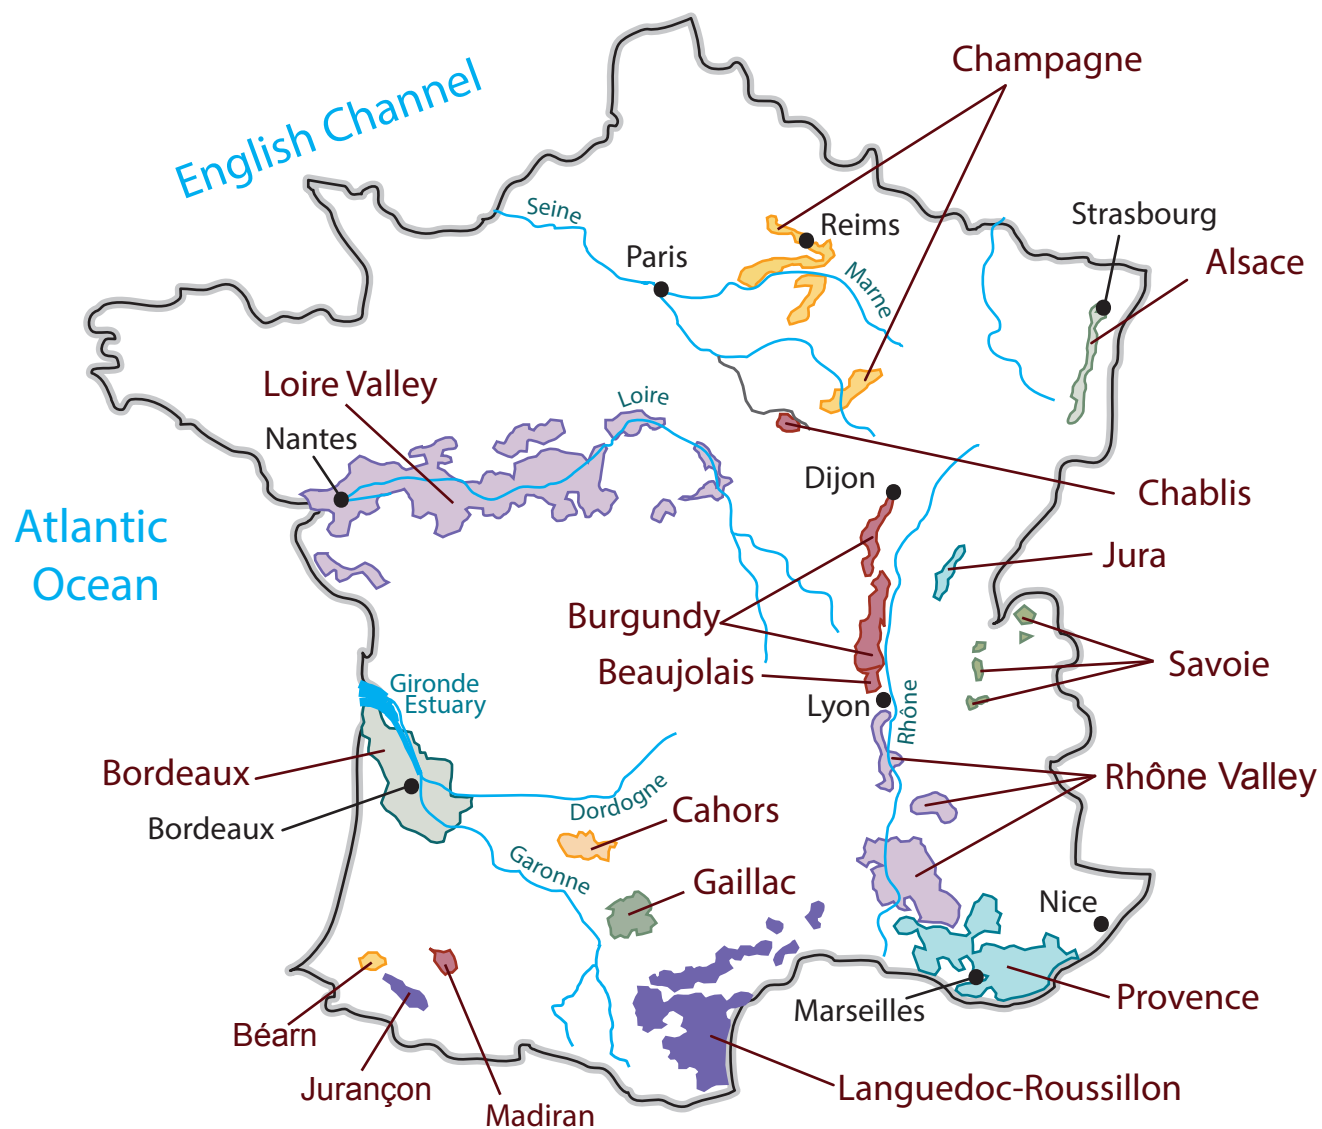 Champagne
English Channel
Seine
Reims
Strasbourg
Paris
Alsace
Marne
Loire Valley
Loire
Nantes
Dijon
Chablis
Atlantic
Ocean
Jura
Burgundy
Beaujolais
Savoie
Gironde
Estuary
Lyon
Rhône
Bordeaux
Rhône Valley
Dordogne
Cahors
Bordeaux
Garonne
Gaillac
Nice
Marseilles
Provence
Béarn
Jurançon
Languedoc-Roussillon
Madiran